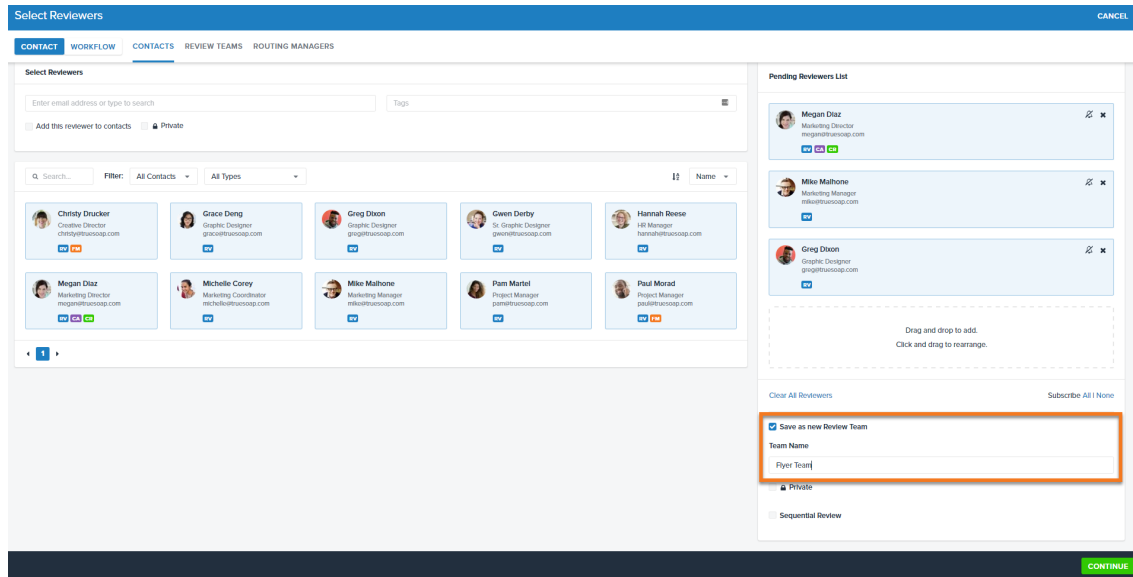 Select Reviewers
CANCEL
CONTACT WORKFLOW CONTACTS REVIEW TEAMS ROUTING MANAGERS
Select Reviewers
Enter email address or type to search
Tags
Add this reviewer to contacts
Private
Search...
Filter:
All Contacts
All Types
Name
Christy Drucker
Creative Director
christy@truesoap.com
RV FM
Grace Deng
Graphic Designer
grace@truesoap.com
RV
Greg Dixon
Graphic Designer
greg@truesoap.com
RV
Gwen Derby
Sr. Graphic Designer
gwen@truesoap.com
RV
Hannah Reese
HR Manager
hannah@truesoap.com
RV
Megan Diaz
Marketing Director
megan@truesoap.com
RV CA CR
Michelle Corey
Marketing Coordinator
michelle@truesoap.com
RV
Mike Malhone
Marketing Manager
mike@truesoap.com
RV
Pam Martel
Project Manager
pam@truesoap.com
RV
Paul Morad
Project Manager
paul@truesoap.com
RV FM
1
Pending Reviewers List
Megan Diaz
Marketing Director
megan@truesoap.com
RV CA CR
Mike Malhone
Marketing Manager
mike@truesoap.com
RV
Greg Dixon
Graphic Designer
greg@truesoap.com
RV
Drag and drop to add.
Click and drag to rearrange.
Clear All Reviewers
Subscribe All | None
Save as new Review Team
Team Name
Flyer Team
Private
Sequential Review
CONTINUE